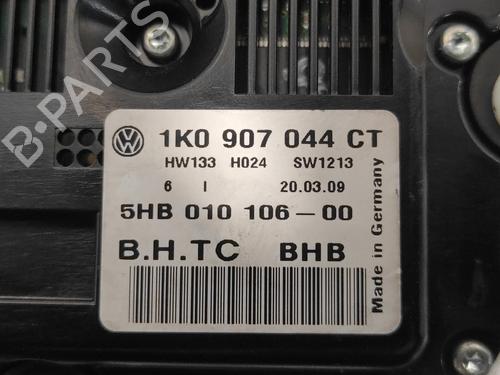 1K0 907 044 CT
HW133 H024 SW1213
6 I 20.03.09
5HB 010 106-00
B.H.TC BHB
Made in Germany
B-PARTS